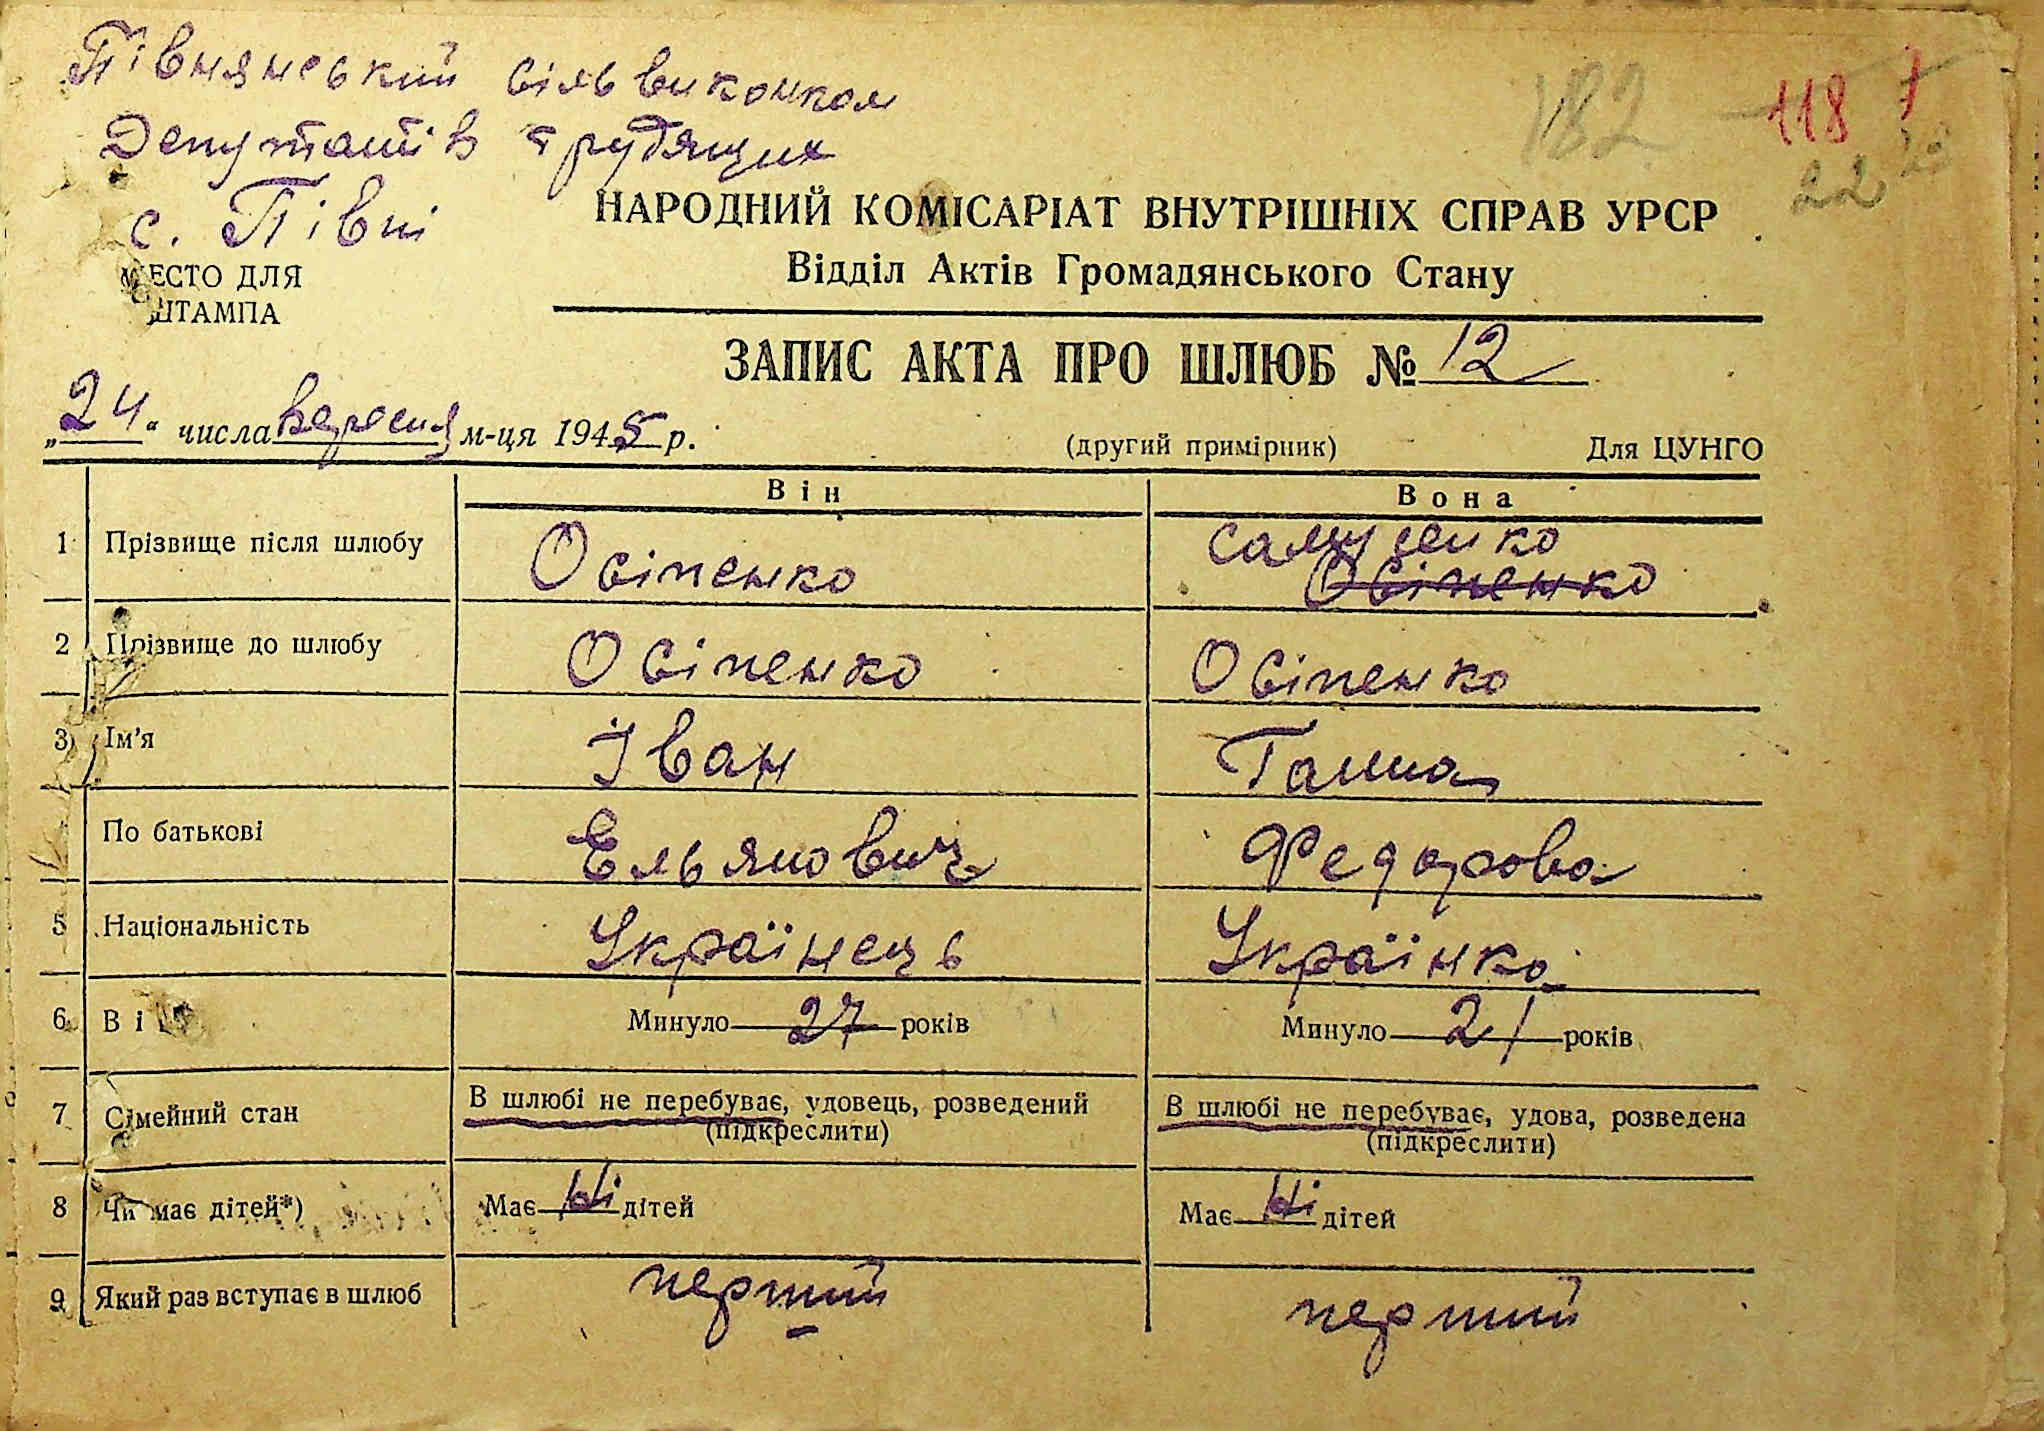 Півнянський сільвиконком
Депутатів трудящих
с. Півні
МЕСТО ДЛЯ
ШТАМПА
182
118
22
НАРОДНИЙ КОМІСАРІАТ ВНУТРІШНІХ СПРАВ УРСР
Відділ Актів Громадянського Стану
ЗАПИС АКТА ПРО ШЛЮБ № 12
„24“ числа вересня м-ця 1945 р.
(другий примірник) Для ЦУНГО
Він Вона
1 Прізвище після шлюбу Осіпенко Самусенко
Осіпенко
2 Прізвище до шлюбу Осіпенко Осіпенко
3 Ім'я Іван Ганна
По батькові Ельянович Федорова
5 Національність Українець Українка
6 Ві Минуло 27 років Минуло 21 років
7 Сімейний стан В шлюбі не перебуває, удовець, розведений В шлюбі не перебуває, удова, розведена
(підкреслити) (підкреслити)
8 Чи має дітей*) Має ні дітей Має ні дітей
9 Який раз вступає в шлюб перший перший